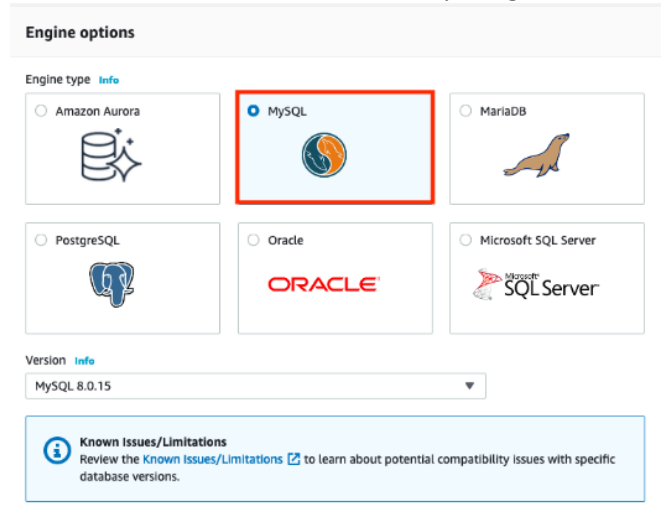 Engine options
Engine type Info
Amazon Aurora
MySQL
MariaDB
PostgreSQL
Oracle
ORACLE
Microsoft SQL Server
Microsoft
SQL Server
Version Info
MySQL 8.0.15
Known Issues/Limitations
Review the Known Issues/Limitations to learn about potential compatibility issues with specific
database versions.